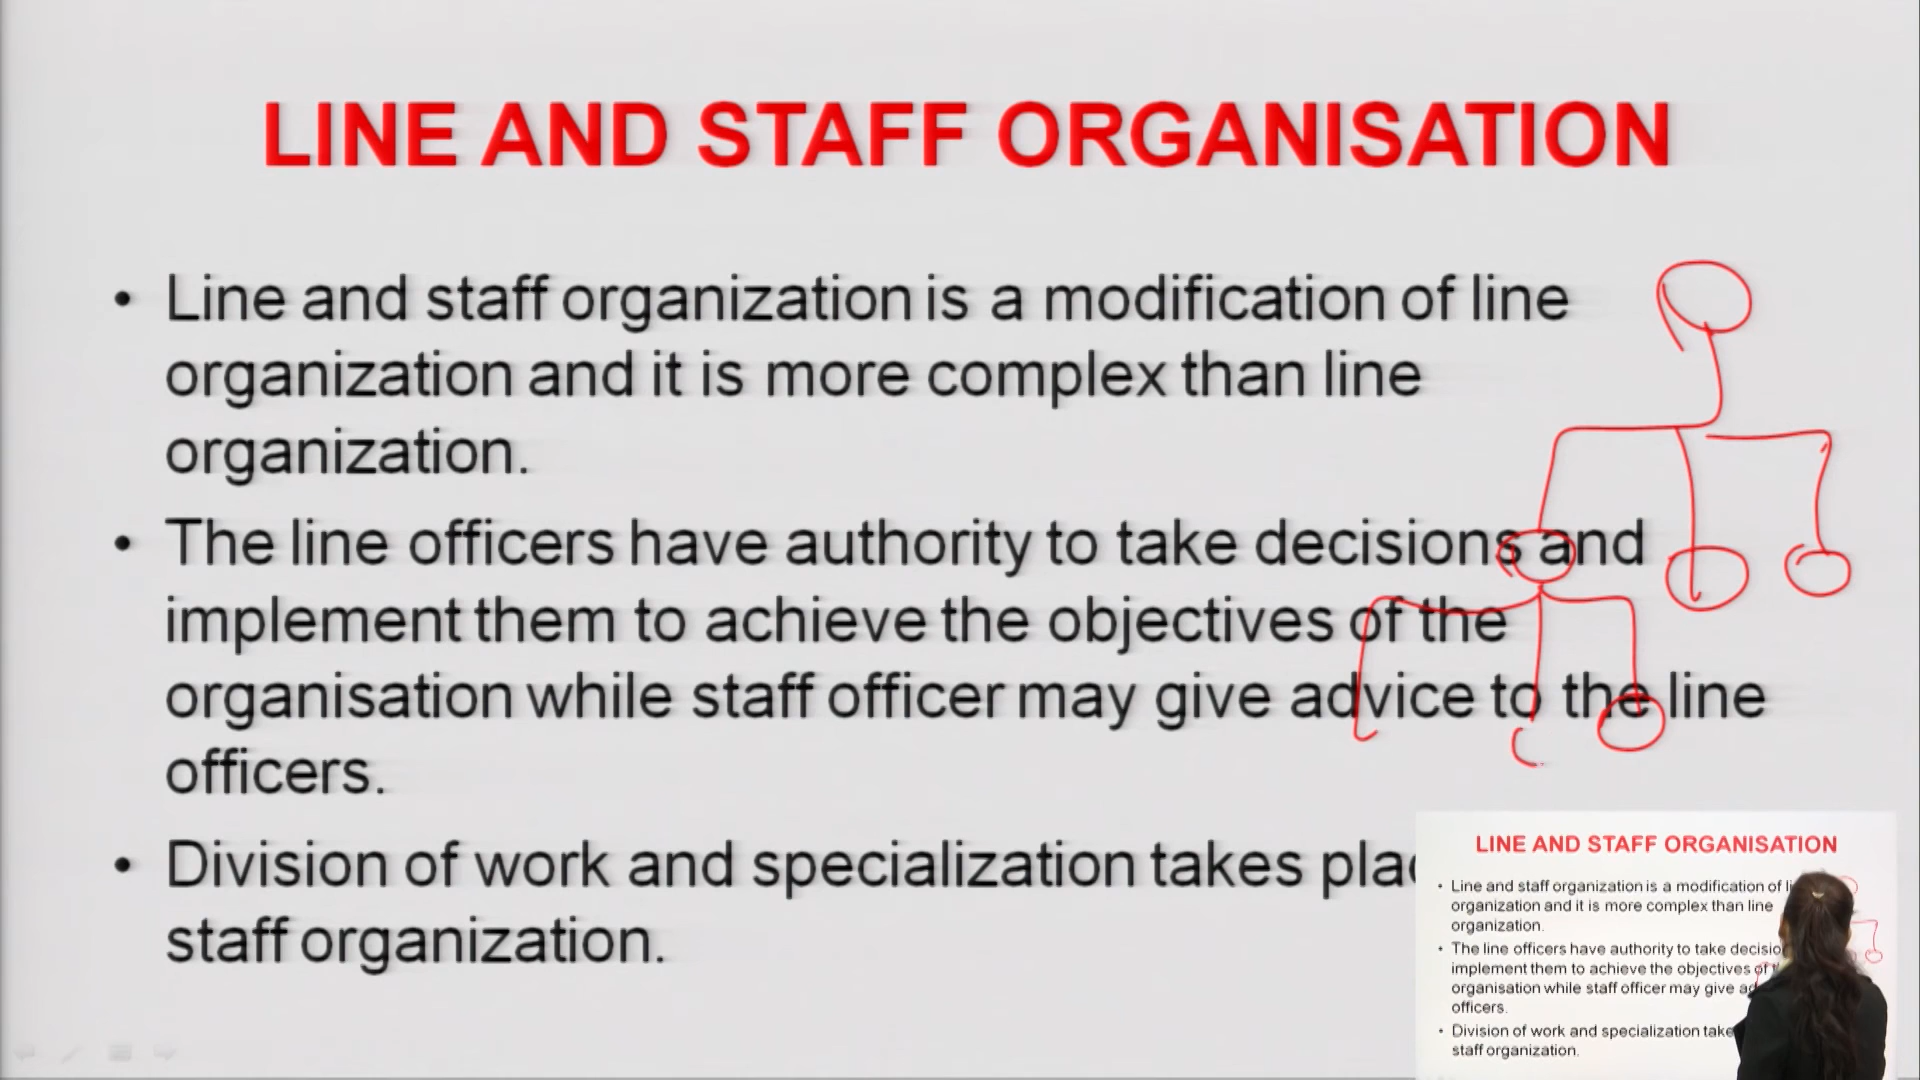 LINE AND STAFF ORGANISATION
• Line and staff organization is a modification of line
organization and it is more complex than line
organization.
• The line officers have authority to take decisions and
implement them to achieve the objectives of the
organisation while staff officer may give advice to the line
officers.
• Division of work and specialization takes plac
staff organization.
LINE AND STAFF ORGANISATION
• Line and staff organization is a modification of li
organization and it is more complex than line
organization.
• The line officers have authority to take decisio
implement them to achieve the objectives of t
organisation while staff officer may give ad
officers.
• Division of work and specialization take
staff organization.